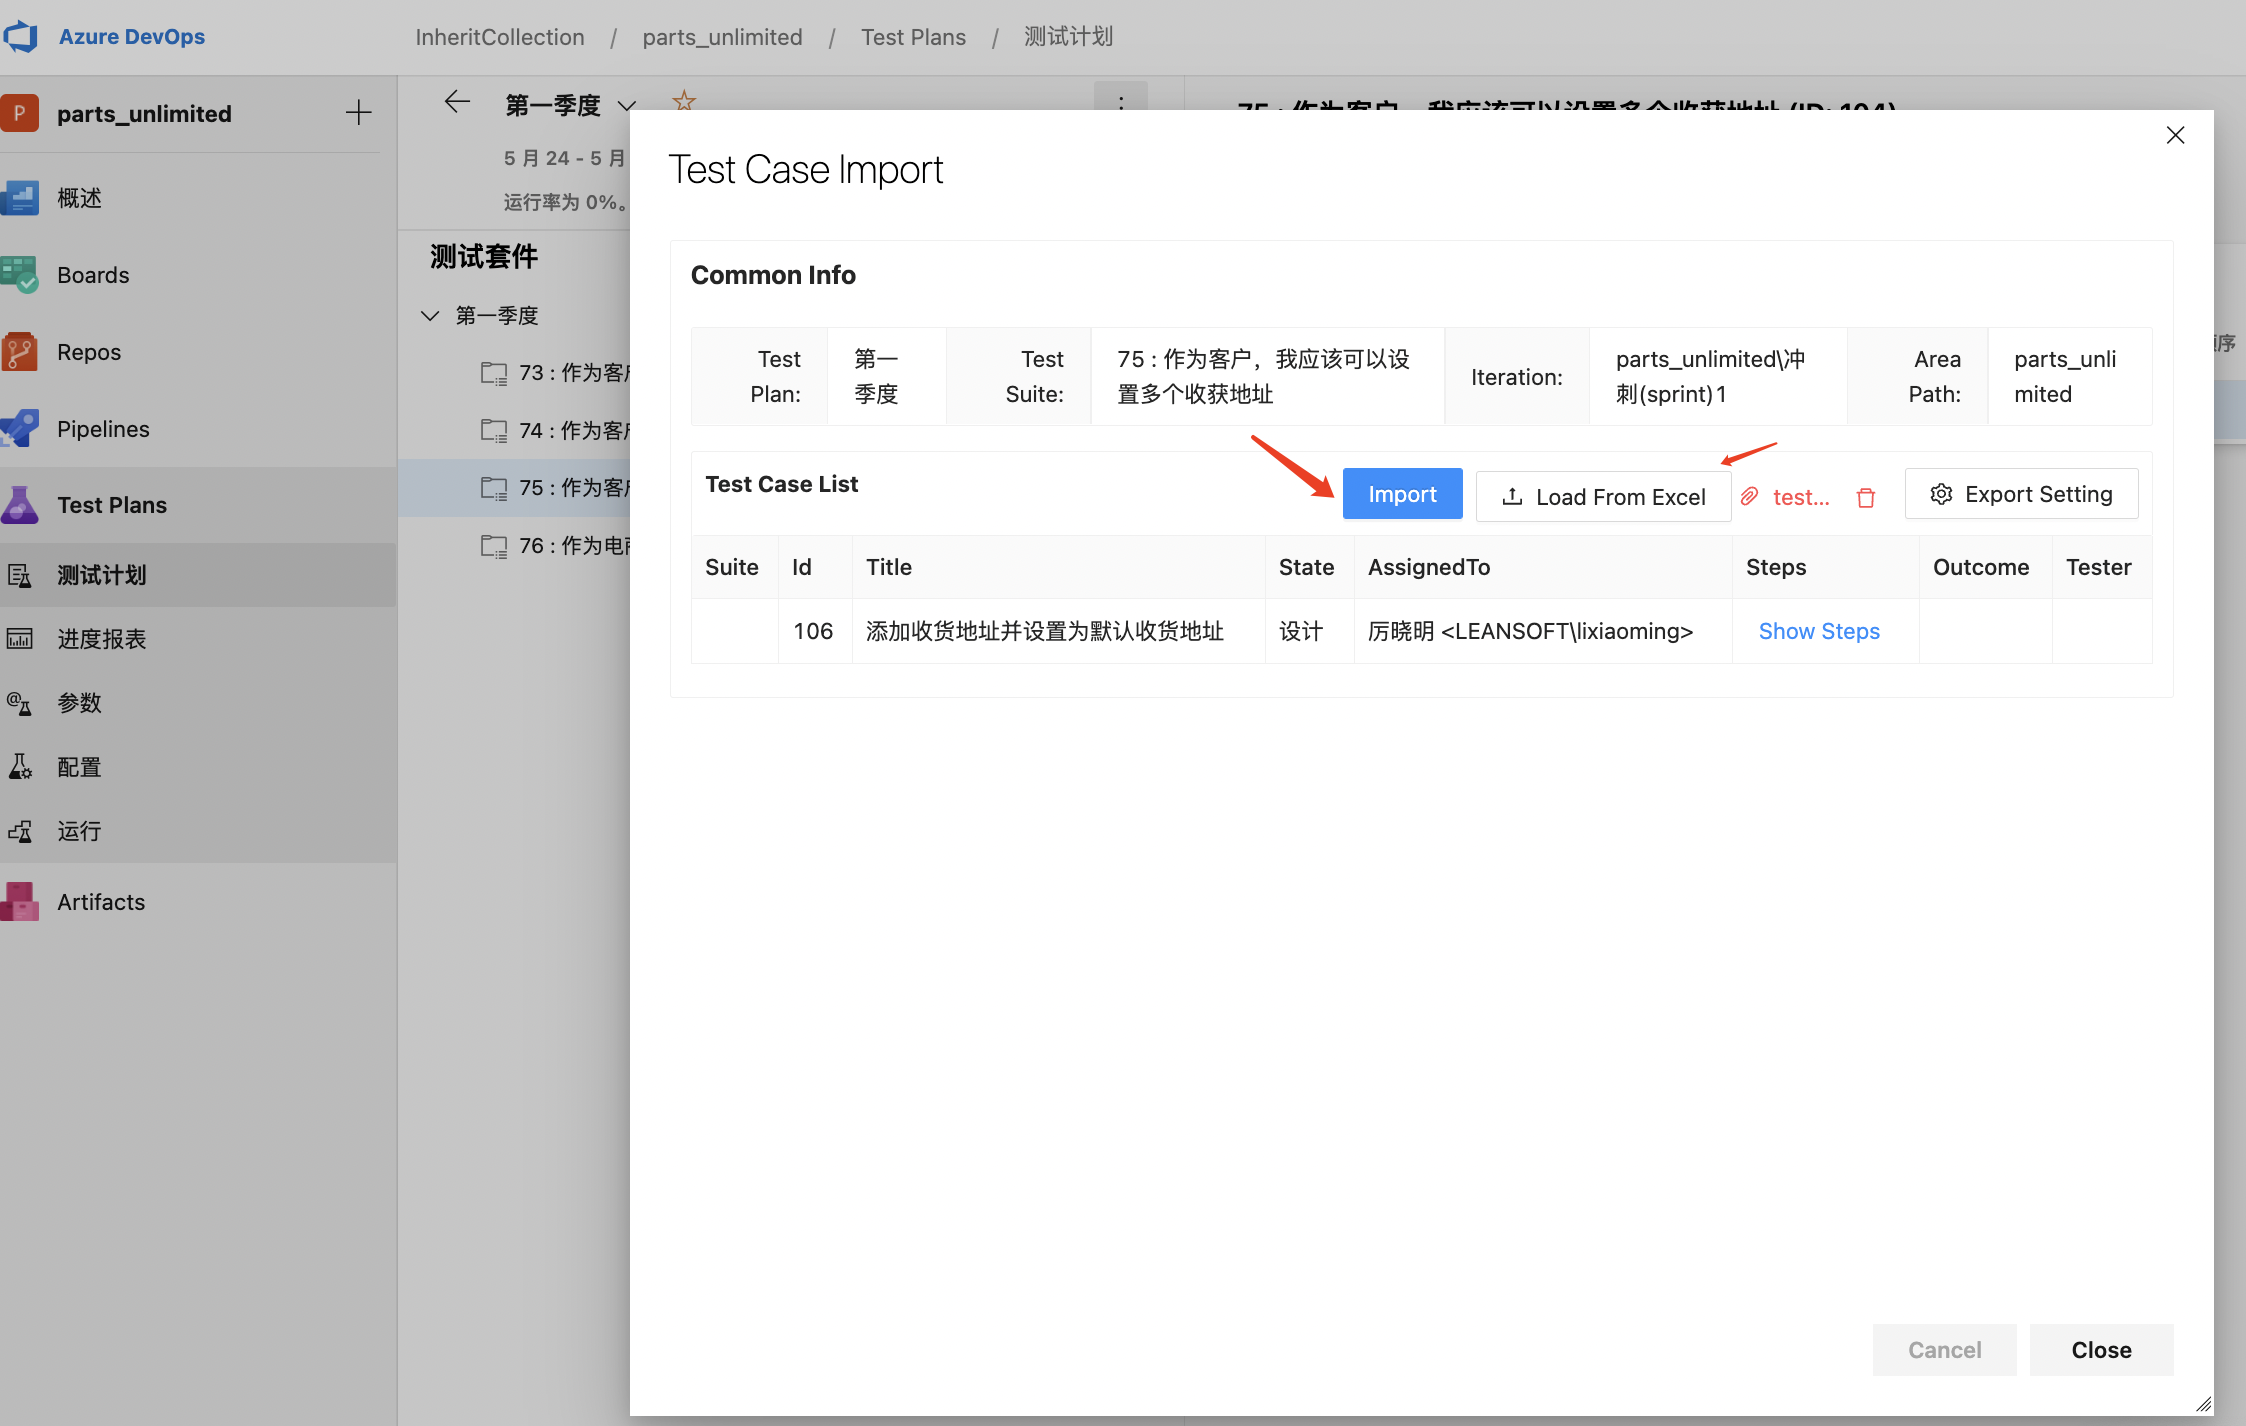 Azure DevOps
InheritCollection / parts_unlimited / Test Plans / 测试计划
P parts_unlimited
概述
Boards
Repos
Pipelines
Test Plans
测试计划
进度报表
参数
配置
运行
Artifacts
第一季度
5 月 24 - 5 月
运行率为 0%。
测试套件
第一季度
73 : 作为客户
74 : 作为客户
75 : 作为客户
76 : 作为电商
75 : 作为客户，我应该可以设置多个收获地址 (ID: 104)
顺序
Test Case Import
Common Info
Test Plan:
第一季度
Test Suite:
75 : 作为客户，我应该可以设
置多个收获地址
Iteration:
parts_unlimited\冲
刺(sprint)1
Area Path:
parts_unli
mited
Test Case List
Import
Load From Excel
test...
Export Setting
Suite Id Title State AssignedTo Steps Outcome Tester
106 添加收货地址并设置为默认收货地址 设计 厉晓明 <LEANSOFT\lixiaoming> Show Steps
Cancel
Close